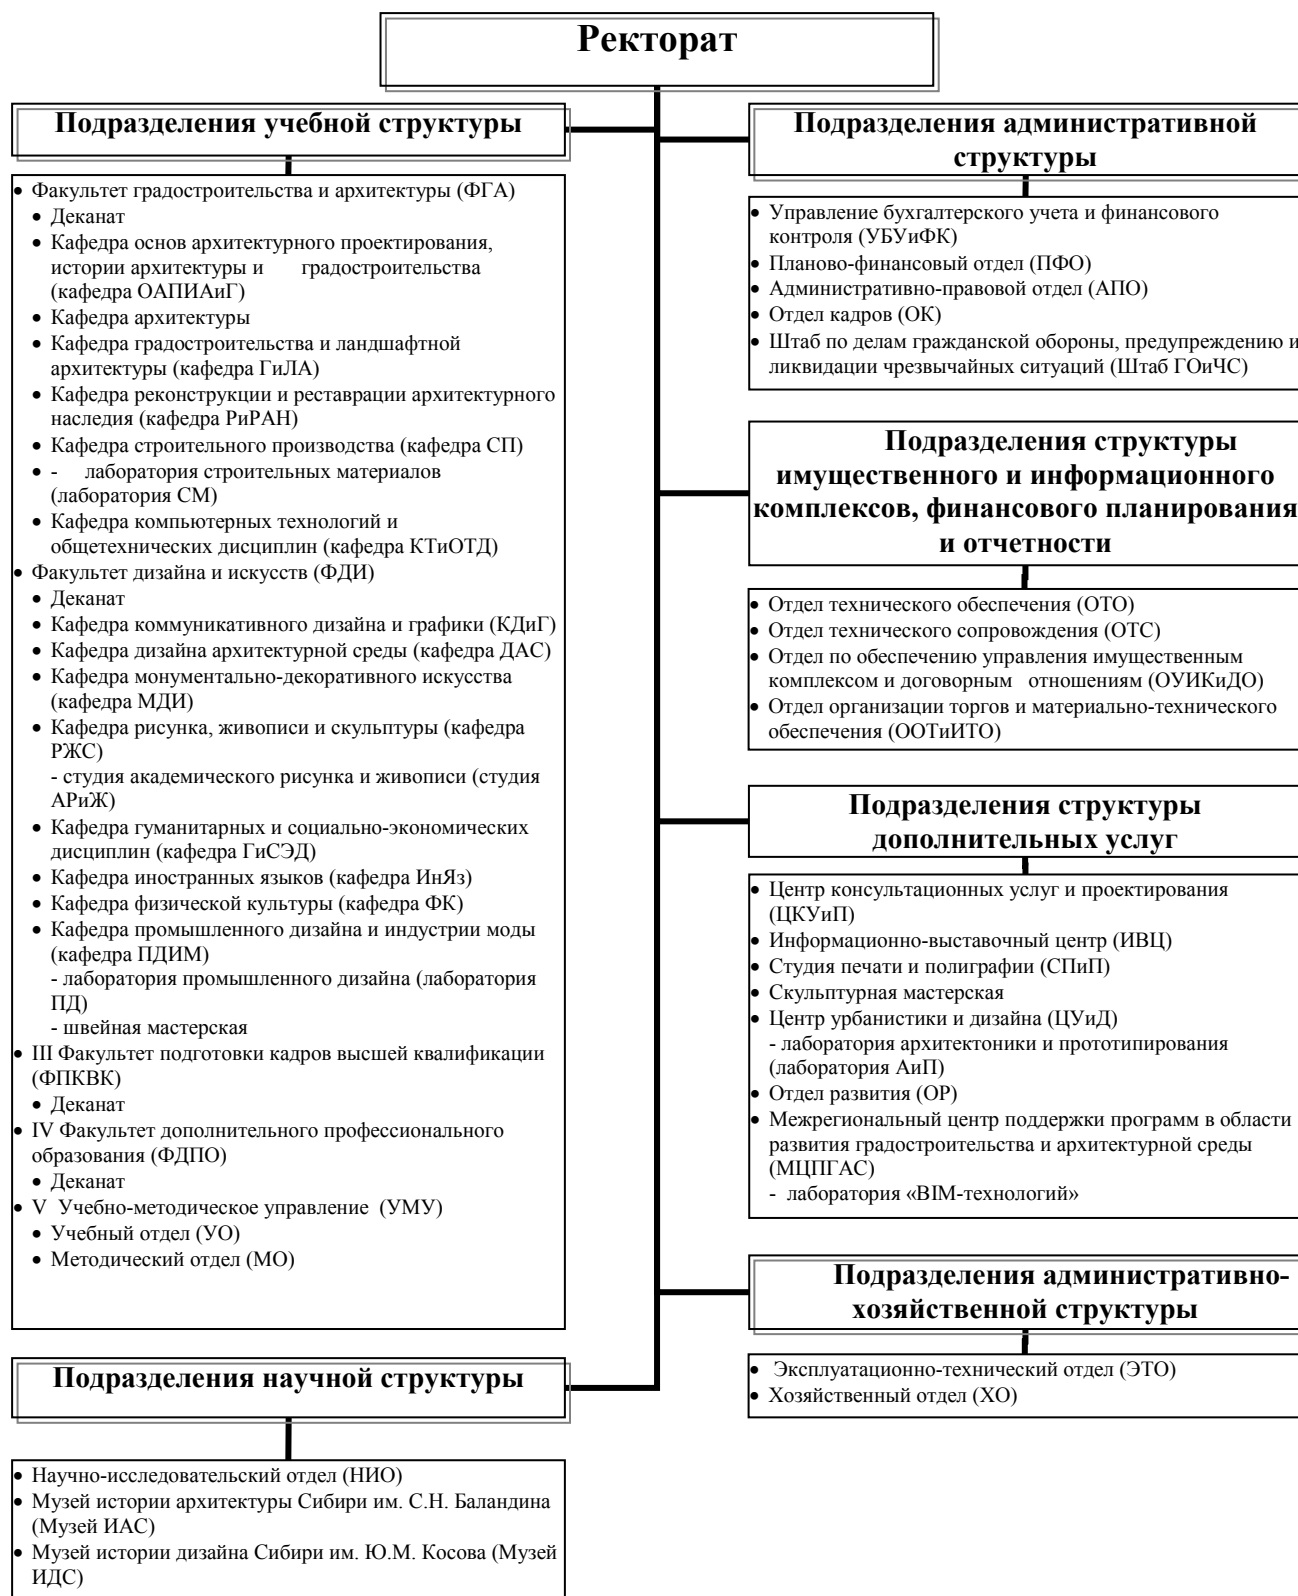 Ректорат
Подразделения учебной структуры
• Факультет градостроительства и архитектуры (ФГА)
• Деканат
• Кафедра основ архитектурного проектирования,
истории архитектуры и градостроительства
(кафедра ОАПИАиГ)
• Кафедра архитектуры
• Кафедра градостроительства и ландшафтной
архитектуры (кафедра ГиЛА)
• Кафедра реконструкции и реставрации архитектурного
наследия (кафедра РиРАН)
• Кафедра строительного производства (кафедра СП)
• - лаборатория строительных материалов
(лаборатория СМ)
• Кафедра компьютерных технологий и
общетехнических дисциплин (кафедра КТиОТД)
• Факультет дизайна и искусств (ФДИ)
• Деканат
• Кафедра коммуникативного дизайна и графики (КДиГ)
• Кафедра дизайна архитектурной среды (кафедра ДАС)
• Кафедра монументально-декоративного искусства
(кафедра МДИ)
• Кафедра рисунка, живописи и скульптуры (кафедра
РЖС)
- студия академического рисунка и живописи (студия
АРиЖ)
• Кафедра гуманитарных и социально-экономических
дисциплин (кафедра ГиСЭД)
• Кафедра иностранных языков (кафедра ИнЯз)
• Кафедра физической культуры (кафедра ФК)
• Кафедра промышленного дизайна и индустрии моды
(кафедра ПДИМ)
- лаборатория промышленного дизайна (лаборатория
ПД)
- швейная мастерская
• III Факультет подготовки кадров высшей квалификации
(ФПКВК)
• Деканат
• IV Факультет дополнительного профессионального
образования (ФДПО)
• Деканат
• V Учебно-методическое управление (УМУ)
• Учебный отдел (УО)
• Методический отдел (МО)
Подразделения научной структуры
• Научно-исследовательский отдел (НИО)
• Музей истории архитектуры Сибири им. С.Н. Баландина
(Музей ИАС)
• Музей истории дизайна Сибири им. Ю.М. Косова (Музей
ИДС)
Подразделения административной
структуры
• Управление бухгалтерского учета и финансового
контроля (УБУиФК)
• Планово-финансовый отдел (ПФО)
• Административно-правовой отдел (АПО)
• Отдел кадров (ОК)
• Штаб по делам гражданской обороны, предупреждению и
ликвидации чрезвычайных ситуаций (Штаб ГОиЧС)
Подразделения структуры
имущественного и информационного
комплексов, финансового планирования
и отчетности
• Отдел технического обеспечения (ОТО)
• Отдел технического сопровождения (ОТС)
• Отдел по обеспечению управления имущественным
комплексом и договорным отношениям (ОУИКиДО)
• Отдел организации торгов и материально-технического
обеспечения (ООТиИТО)
Подразделения структуры
дополнительных услуг
• Центр консультационных услуг и проектирования
(ЦКУиП)
• Информационно-выставочный центр (ИВЦ)
• Студия печати и полиграфии (СПиП)
• Скульптурная мастерская
• Центр урбанистики и дизайна (ЦУиД)
- лаборатория архитектоники и прототипирования
(лаборатория АиП)
• Отдел развития (ОР)
• Межрегиональный центр поддержки программ в области
развития градостроительства и архитектурной среды
(МЦПГАС)
- лаборатория «BIM-технологий»
Подразделения административно-
хозяйственной структуры
• Эксплуатационно-технический отдел (ЭТО)
• Хозяйственный отдел (ХО)